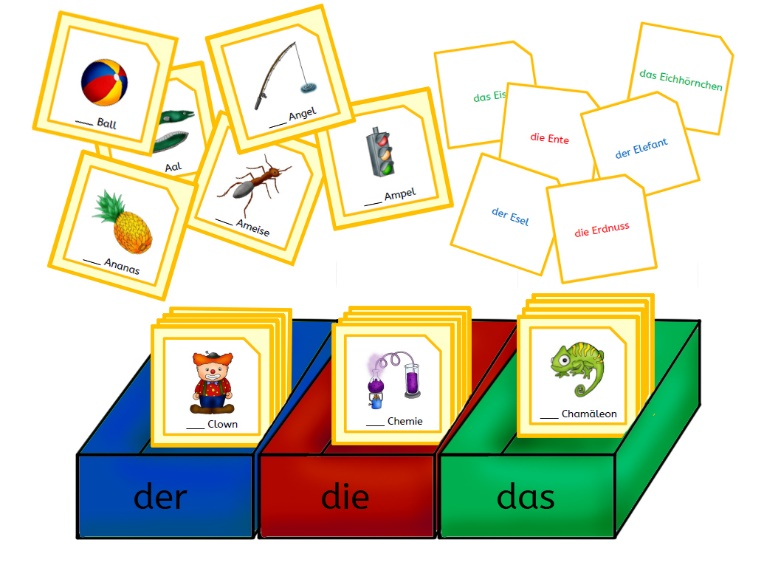 ___ Ball
___ Angel
Aal
___ Ampel
___ Ameise
___ Ananas
das Eis
das Eichhörnchen
die Ente
der Elefant
der Esel
die Erdnuss
___ Clown
___ Chemie
___ Chamäleon
der
die
das